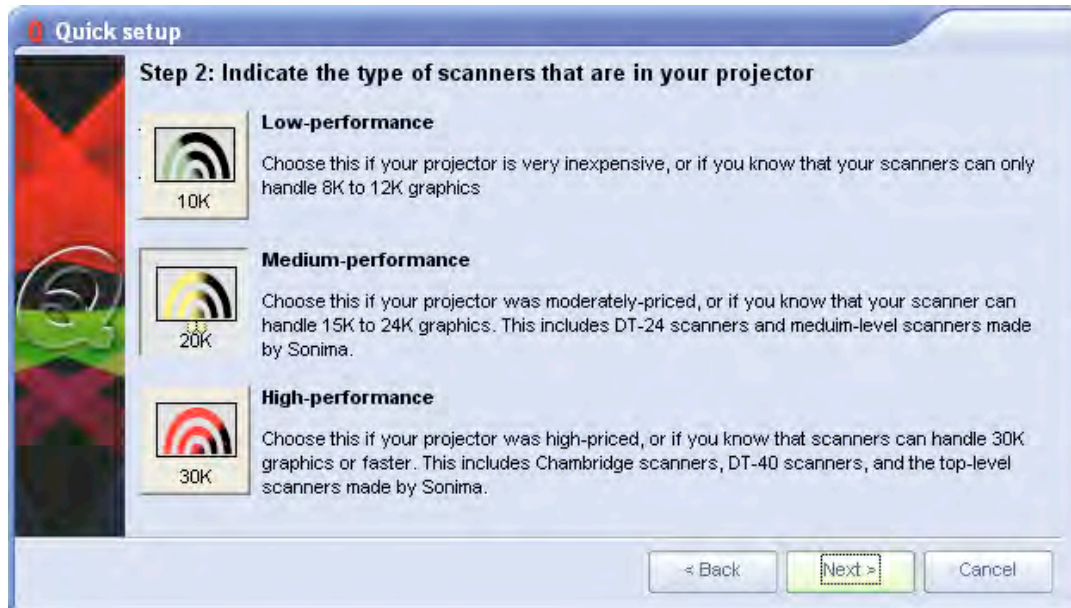 Quick setup
Step 2: Indicate the type of scanners that are in your projector
Low-performance
Choose this if your projector is very inexpensive, or if you know that your scanners can only
handle 8K to 12K graphics
10K
Medium-performance
Choose this if your projector was moderately-priced, or if you know that your scanner can
handle 15K to 24K graphics. This includes DT-24 scanners and meduim-level scanners made
by Sonima.
20K
High-performance
Choose this if your projector was high-priced, or if you know that scanners can handle 30K
graphics or faster. This includes Chambridge scanners, DT-40 scanners, and the top-level
scanners made by Sonima.
30K
< Back
Next >
Cancel